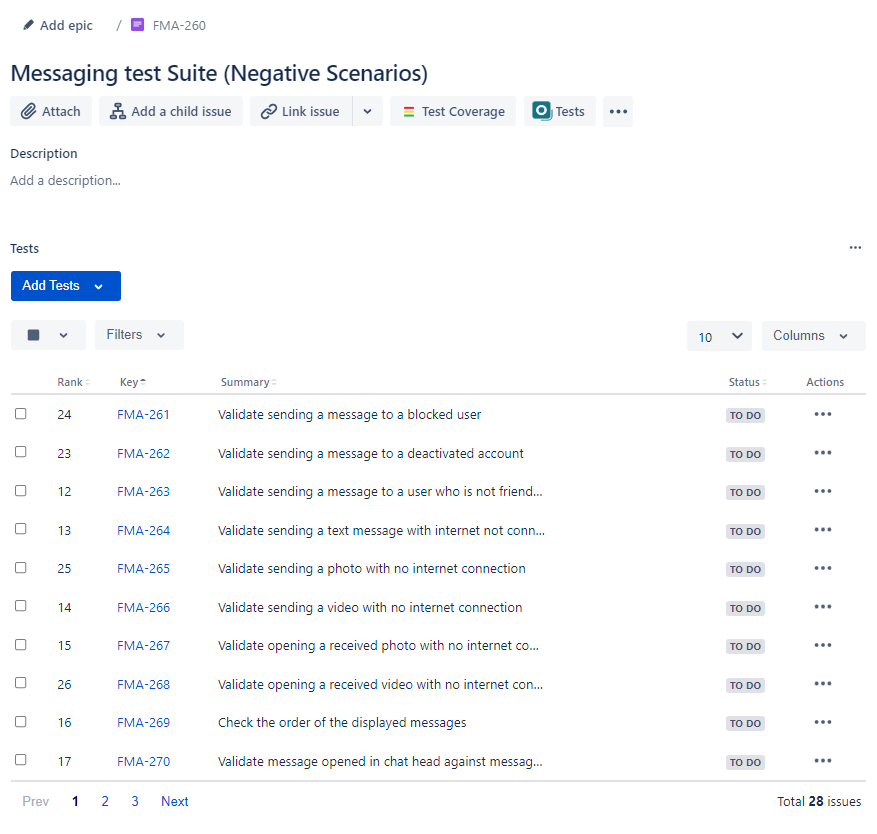 Add epic / FMA-260
Messaging test Suite (Negative Scenarios)
Attach Add a child issue Link issue Test Coverage Tests
Description
Add a description...
Tests
Add Tests
Filters 10 Columns
Rank Key Summary Status Actions
24 FMA-261 Validate sending a message to a blocked user TO DO
23 FMA-262 Validate sending a message to a deactivated account TO DO
12 FMA-263 Validate sending a message to a user who is not friend... TO DO
13 FMA-264 Validate sending a text message with internet not conn... TO DO
25 FMA-265 Validate sending a photo with no internet connection TO DO
14 FMA-266 Validate sending a video with no internet connection TO DO
15 FMA-267 Validate opening a received photo with no internet co... TO DO
26 FMA-268 Validate opening a received video with no internet con... TO DO
16 FMA-269 Check the order of the displayed messages TO DO
17 FMA-270 Validate message opened in chat head against messag... TO DO
Prev 1 2 3 Next Total 28 issues